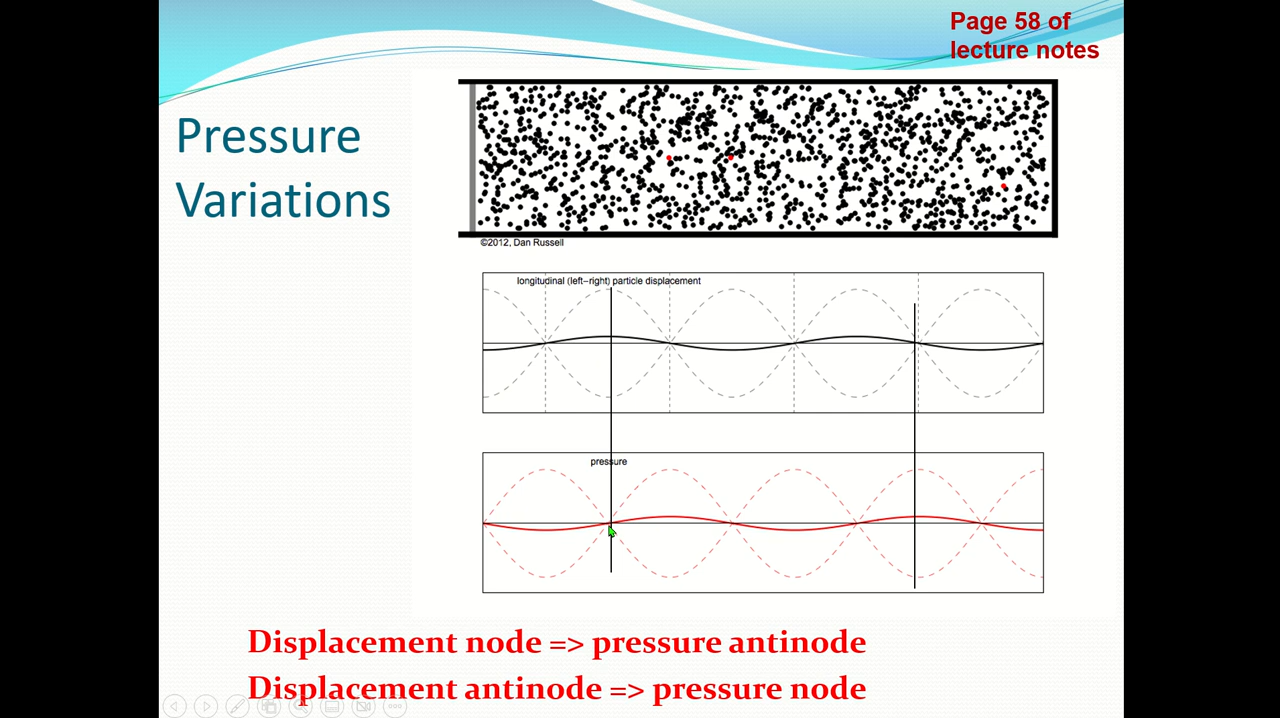 Page 58 of
lecture notes
Pressure
Variations
©2012, Dan Russell
longitudinal (left-right) particle displacement
pressure
Displacement node => pressure antinode
Displacement antinode => pressure node